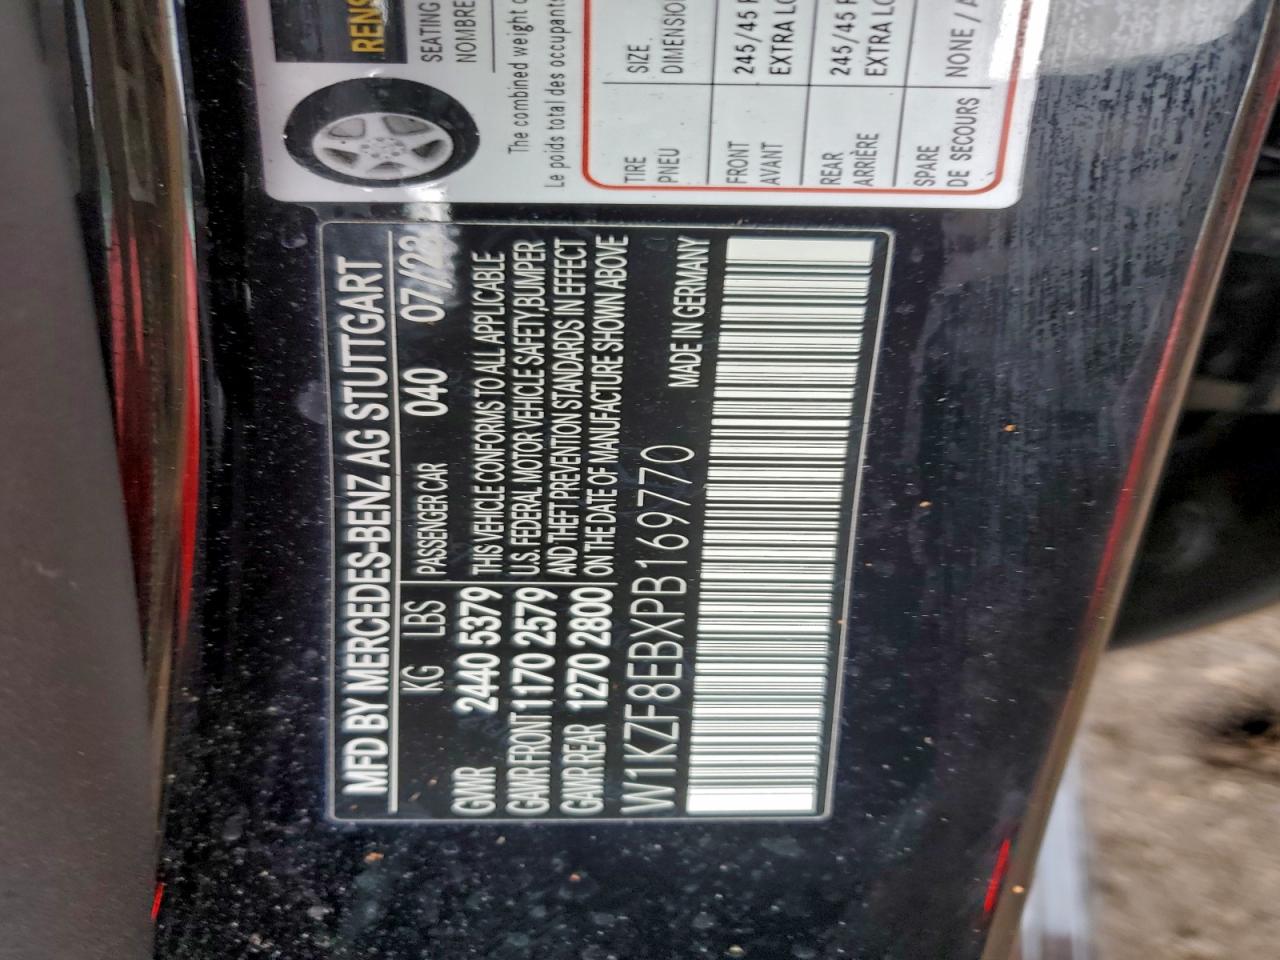 MFD BY MERCEDES-BENZ AG STUTTGART
KG LBS PASSENGER CAR 040 07/22
GVWR 2440 5379 THIS VEHICLE CONFORMS TO ALL APPLICABLE
GAWR FRONT 1170 2579 U.S. FEDERAL MOTOR VEHICLE SAFETY, BUMPER
GAWR REAR 1270 2800 AND THEFT PREVENTION STANDARDS IN EFFECT
ON THE DATE OF MANUFACTURE SHOWN ABOVE
W1KZF8EBXPB169770 MADE IN GERMANY
RENS
SEATING
NOMBRE
The combined weight
Le poids total des occupants
TIRE SIZE
PNEU DIMENSION
FRONT 245/45
AVANT EXTRA LO
REAR 245/45
ARRIÈRE EXTRA LO
SPARE NONE / A
DE SECOURS